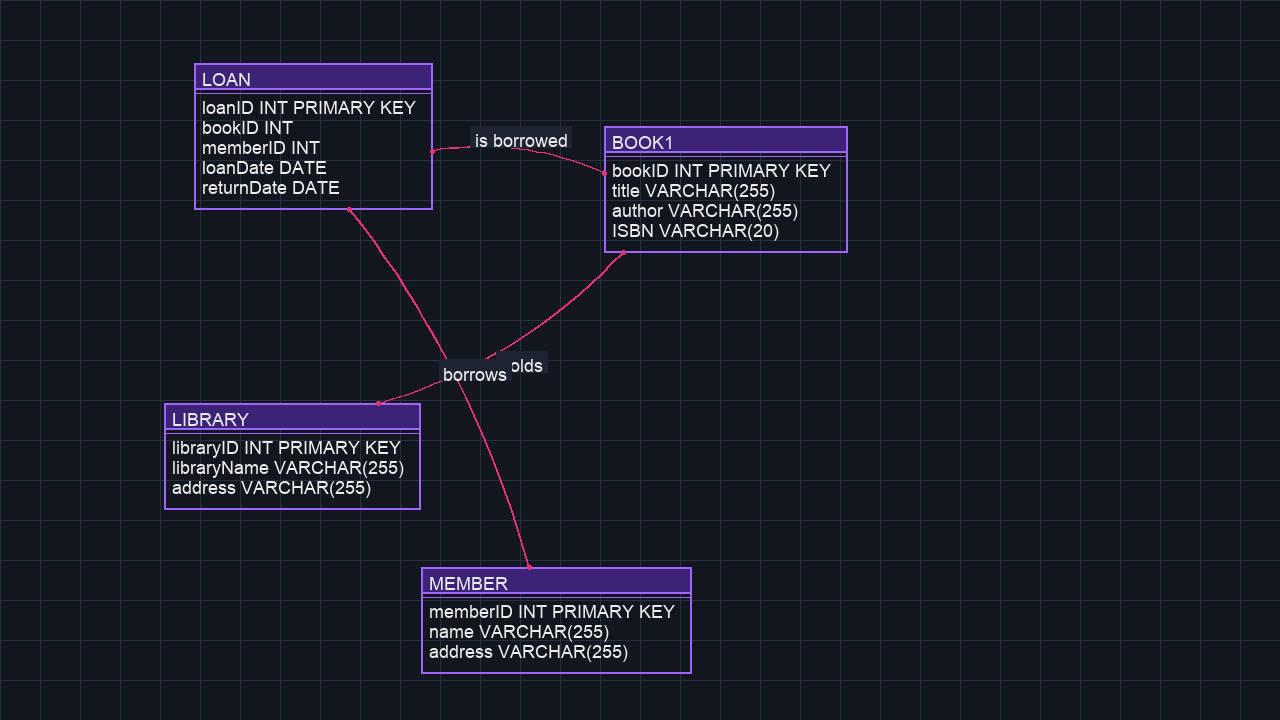 LOAN
loanID INT PRIMARY KEY
bookID INT
memberID INT
loanDate DATE
returnDate DATE
is borrowed
BOOK1
bookID INT PRIMARY KEY
title VARCHAR(255)
author VARCHAR(255)
ISBN VARCHAR(20)
borrows
LIBRARY
libraryID INT PRIMARY KEY
libraryName VARCHAR(255)
address VARCHAR(255)
MEMBER
memberID INT PRIMARY KEY
name VARCHAR(255)
address VARCHAR(255)